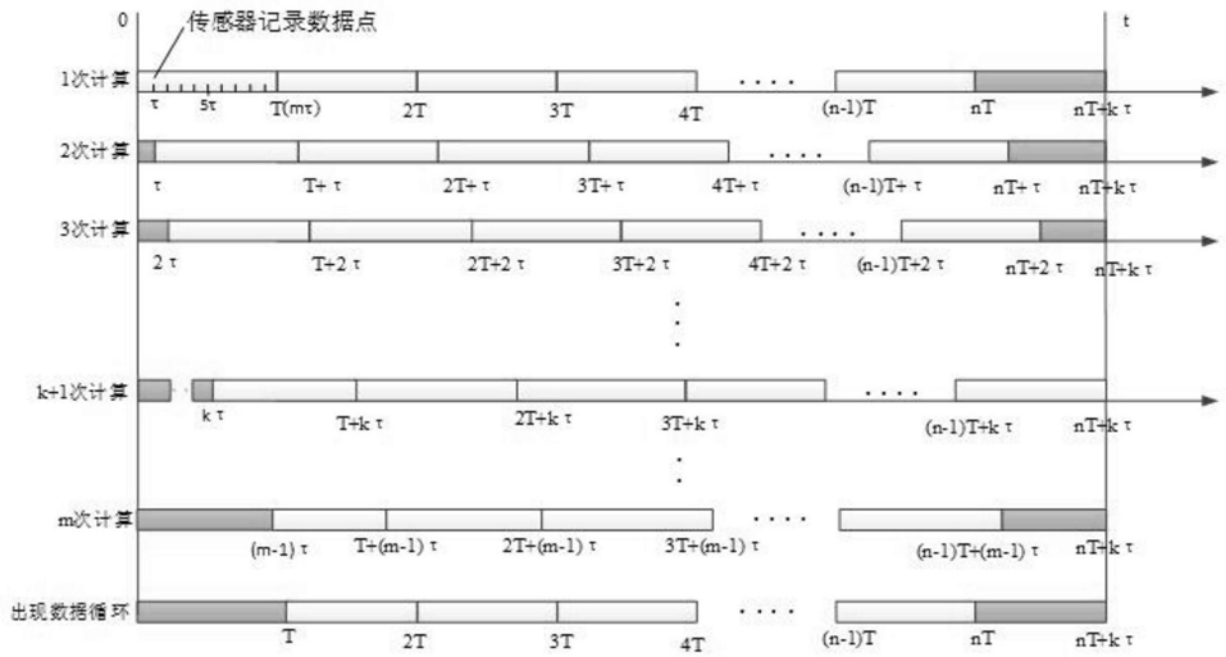 0 传感器记录数据点 t
1次计算
τ 5τ T(mτ) 2T 3T 4T (n-1)T nT nT+kτ
2次计算
τ T+τ 2T+τ 3T+τ 4T+τ (n-1)T+τ nT+τ nT+kτ
3次计算
2τ T+2τ 2T+2τ 3T+2τ 4T+2τ (n-1)T+2τ nT+2τ nT+kτ
k+1次计算
kτ T+kτ 2T+kτ 3T+kτ (n-1)T+kτ nT+kτ
m次计算
(m-1)τ T+(m-1)τ 2T+(m-1)τ 3T+(m-1)τ (n-1)T+(m-1)τ nT+kτ
出现数据循环
T 2T 3T 4T (n-1)T nT nT+kτ